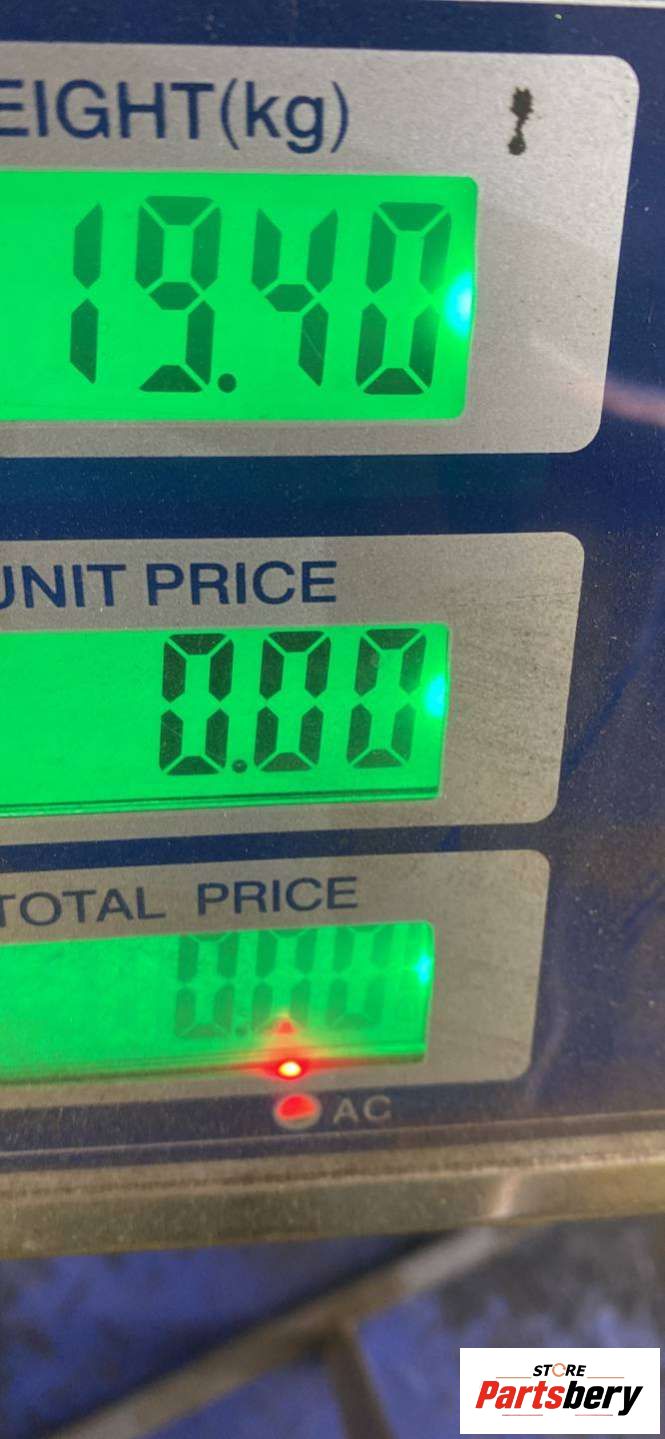 EIGHT(kg)
19.40
UNIT PRICE
0.00
TOTAL PRICE
0.00
AC
STORE
Partsbery